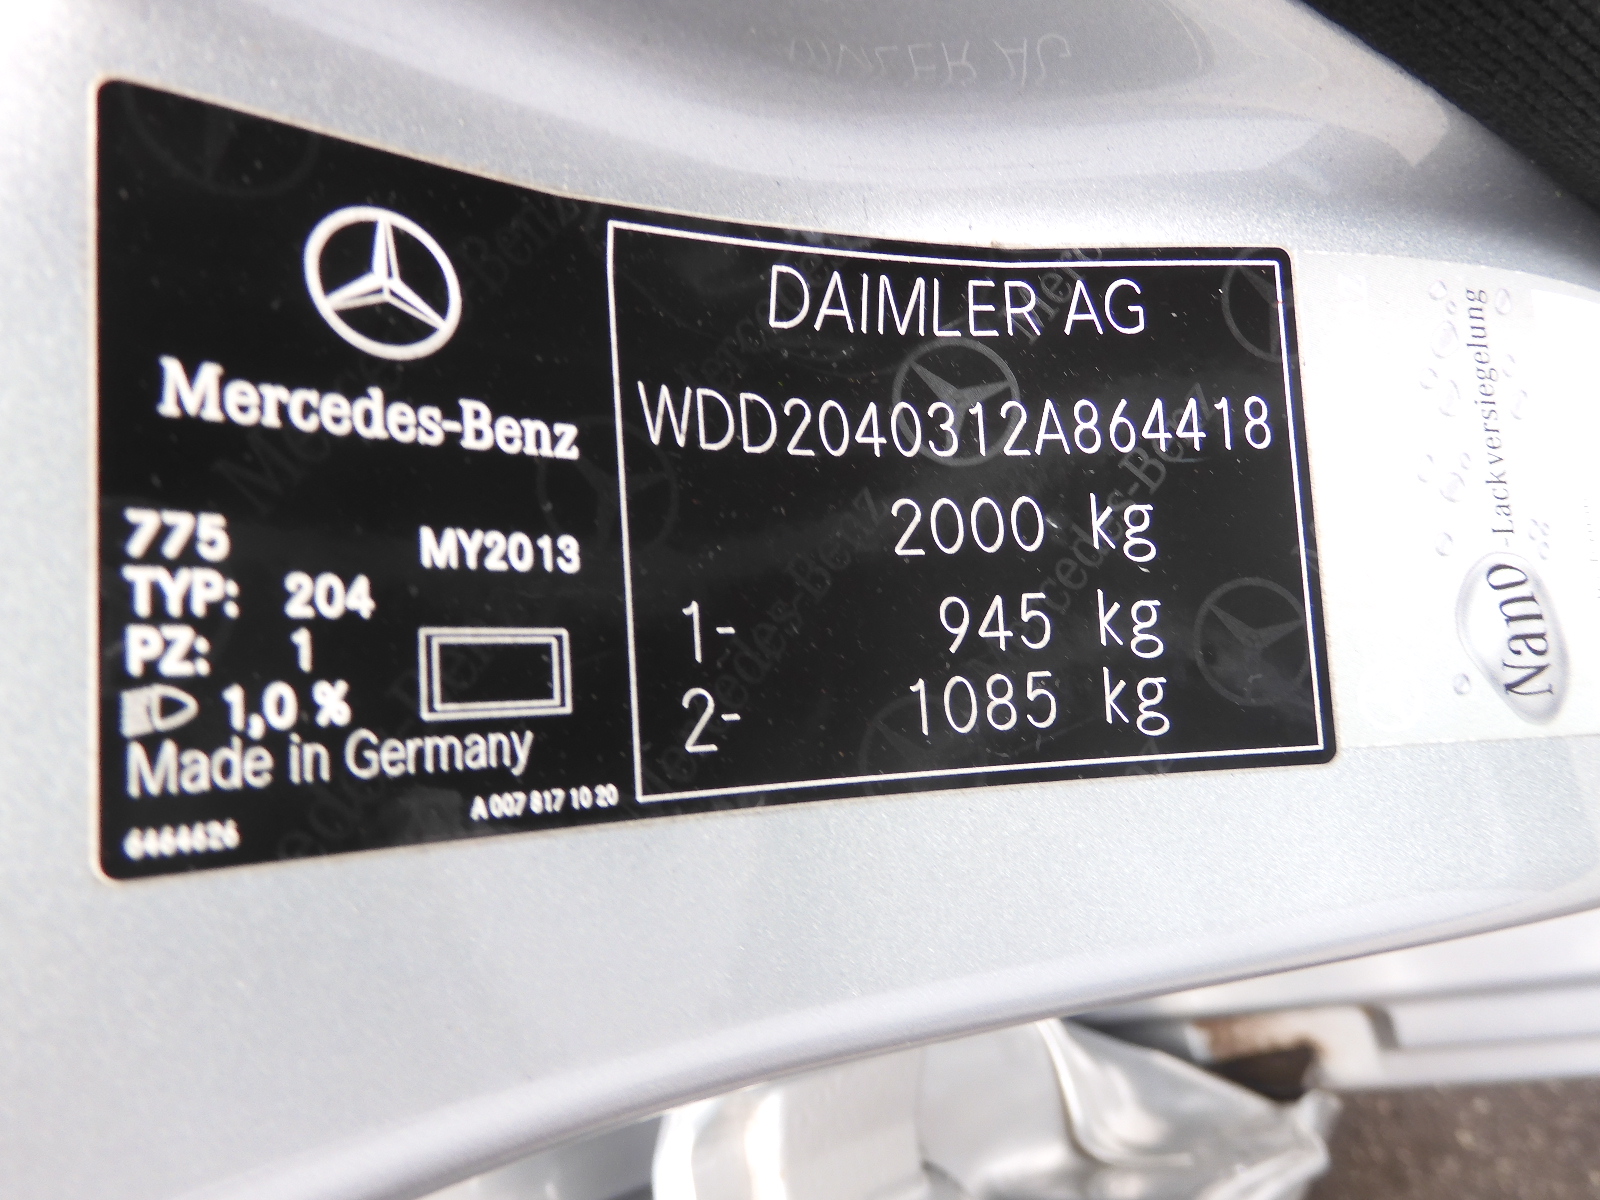 Mercedes-Benz
775 MY2013
TYP: 204
PZ: 1
1,0 %
Made in Germany
A 007 817 10 20
6464626
DAIMLER AG
WDD2040312A864418
2000 kg
1- 945 kg
2- 1085 kg
Nano-Lackversiegelung